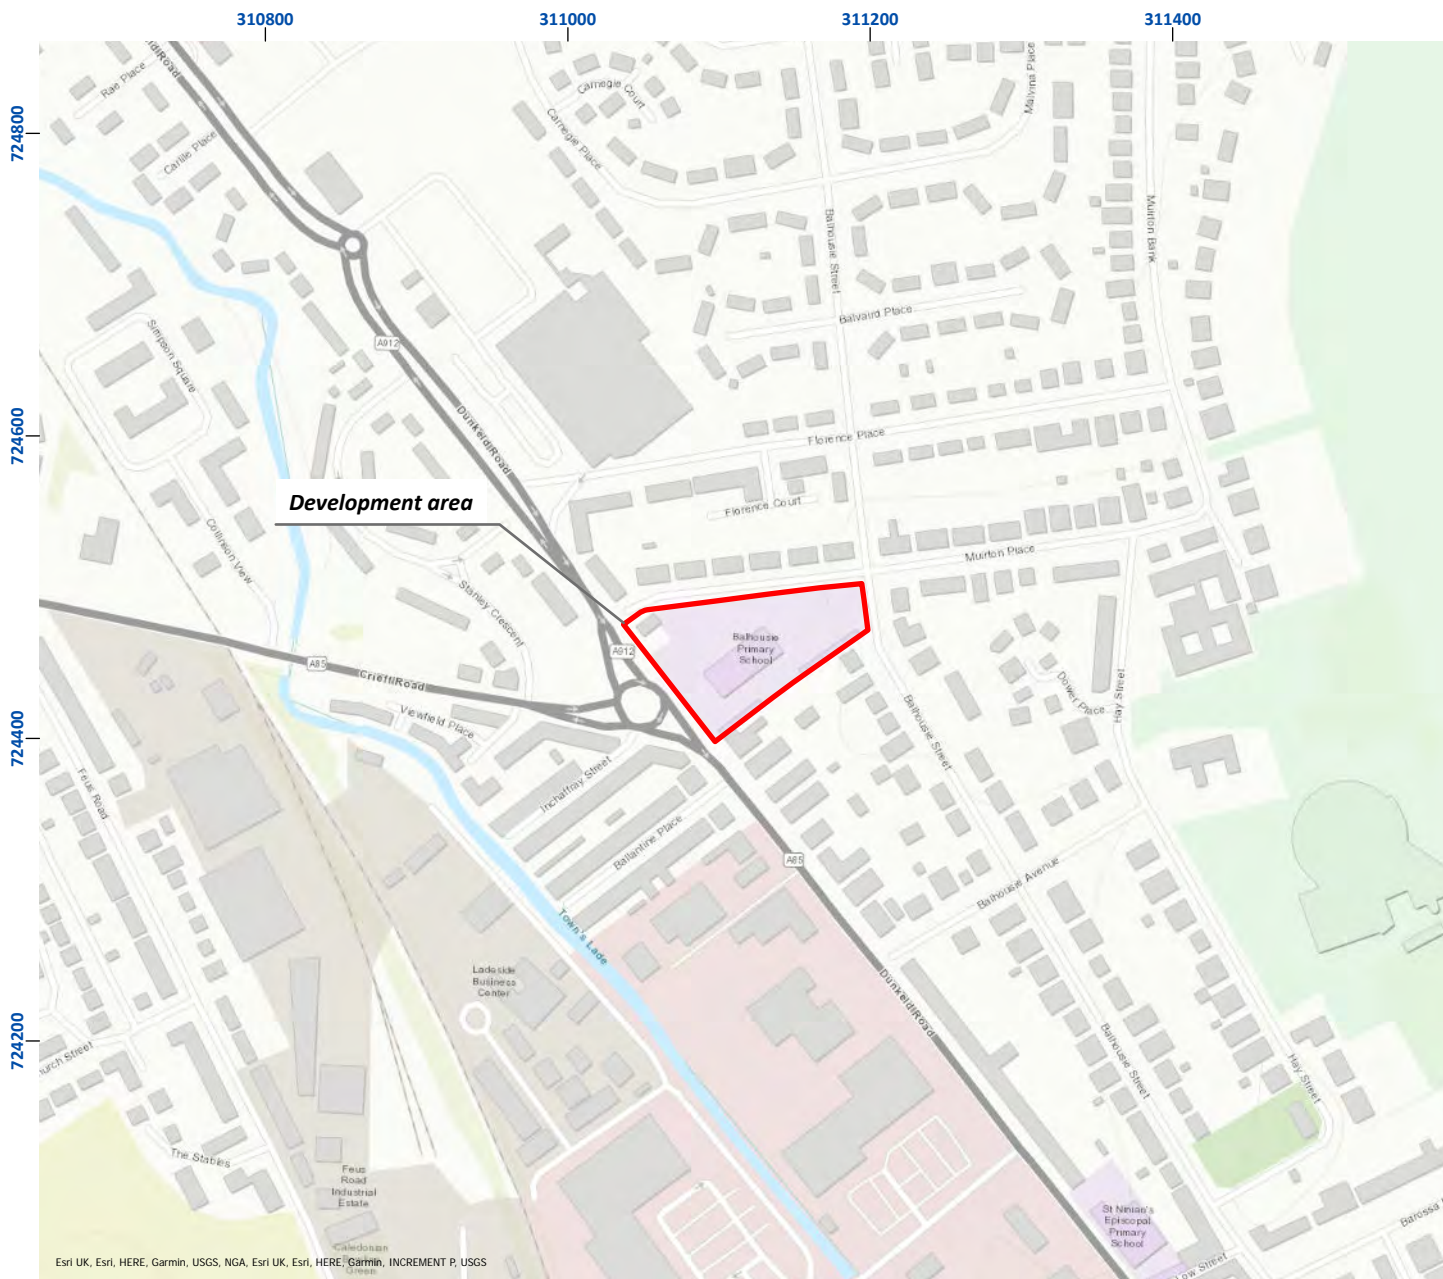 310800
311000
311200
311400
724800
724600
724400
724200
Rae Place
Carlile Place
Carnegie Court
Carnegie Place
Malvina Place
Muirton Bank
Balhousie Street
Balvaird Place
A912
Simpson Square
Dunkeld Road
Florence Place
Development area
Florence Court
Collinson View
Muirton Place
Stanley Crescent
Balhousie
Primary
School
A912
A85
Crieff Road
Viewfield Place
Dower Place
Hay Street
Balhousie Street
Feus Road
Inchaffray Street
Ballantine Place
A85
Balhousie Avenue
Town's Lade
Ladeside
Business
Center
Dunkeld Road
Balhousie Street
Hay Street
The Stables
Feus
Road
Industrial
Estate
St Ninian's
Episcopal
Primary
School
Barossa
Low Street
Caledonian
Green
Esri UK, Esri, HERE, Garmin, USGS, NGA, Esri UK, Esri, HERE, Garmin, INCREMENT P, USGS